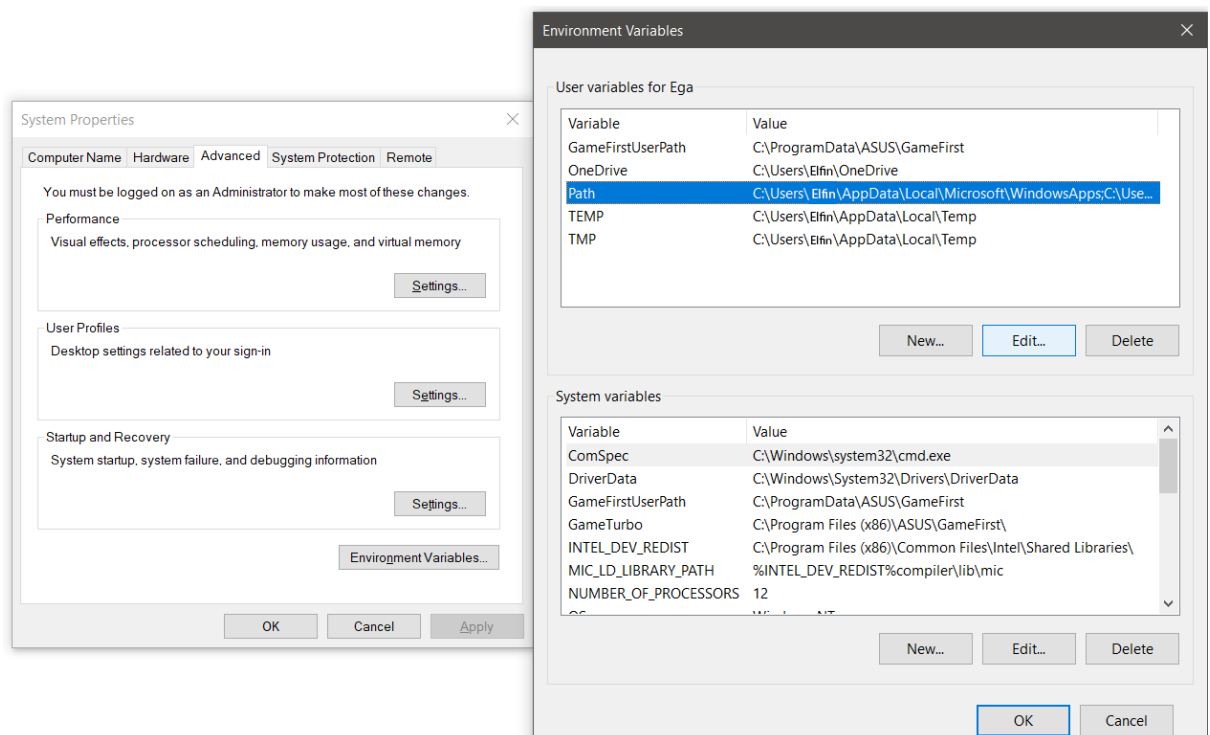 System Properties
Computer Name Hardware Advanced System Protection Remote
You must be logged on as an Administrator to make most of these changes.
Performance
Visual effects, processor scheduling, memory usage, and virtual memory
Settings...
User Profiles
Desktop settings related to your sign-in
Settings...
Startup and Recovery
System startup, system failure, and debugging information
Settings...
Environment Variables...
OK Cancel Apply
Environment Variables
User variables for Ega
Variable Value
GameFirstUserPath C:\ProgramData\ASUS\GameFirst
OneDrive C:\Users\Elfin\OneDrive
Path C:\Users\Elfin\AppData\Local\Microsoft\WindowsApps;C:\Use...
TEMP C:\Users\Elfin\AppData\Local\Temp
TMP C:\Users\Elfin\AppData\Local\Temp
New... Edit... Delete
System variables
Variable Value
ComSpec C:\Windows\system32\cmd.exe
DriverData C:\Windows\System32\Drivers\DriverData
GameFirstUserPath C:\ProgramData\ASUS\GameFirst
GameTurbo C:\Program Files (x86)\ASUS\GameFirst\
INTEL_DEV_REDIST C:\Program Files (x86)\Common Files\Intel\Shared Libraries\
MIC_LD_LIBRARY_PATH %INTEL_DEV_REDIST%compiler\lib\mic
NUMBER_OF_PROCESSORS 12
New... Edit... Delete
OK Cancel